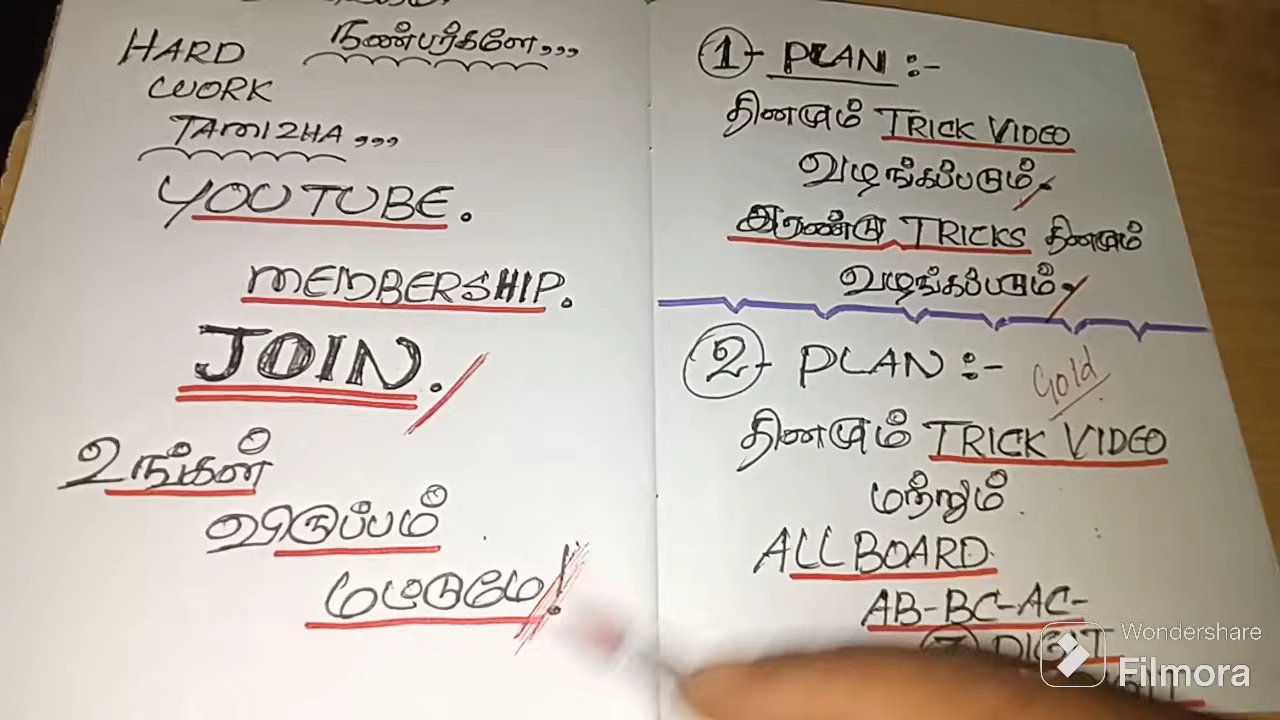 நண்பர்களே,,,
HARD
WORK
TAMIZHA,,,
YOUTUBE.
MEMBERSHIP.
JOIN.
உங்கள்
விருப்பம்
மட்டுமே!
1- PLAN :-
தினமும் TRICK VIDEO
வழங்கப்படும்.
இரண்டு TRICKS தினமும்
வழங்கப்படும்.
2- PLAN :- Gold
தினமும் TRICK VIDEO
மற்றும்
ALL BOARD.
AB-BC-AC-
3 DIGIT
Wondershare
Filmora